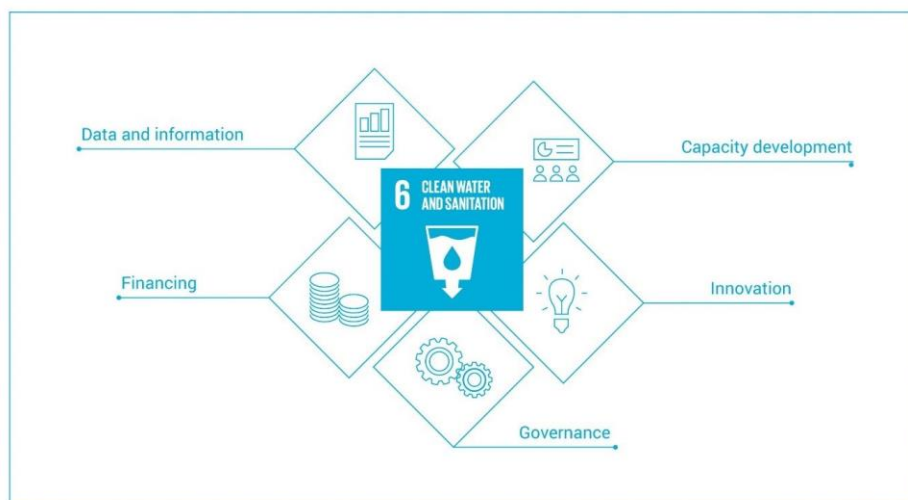 Data and information
Capacity development
6 CLEAN WATER
AND SANITATION
Financing
Innovation
Governance